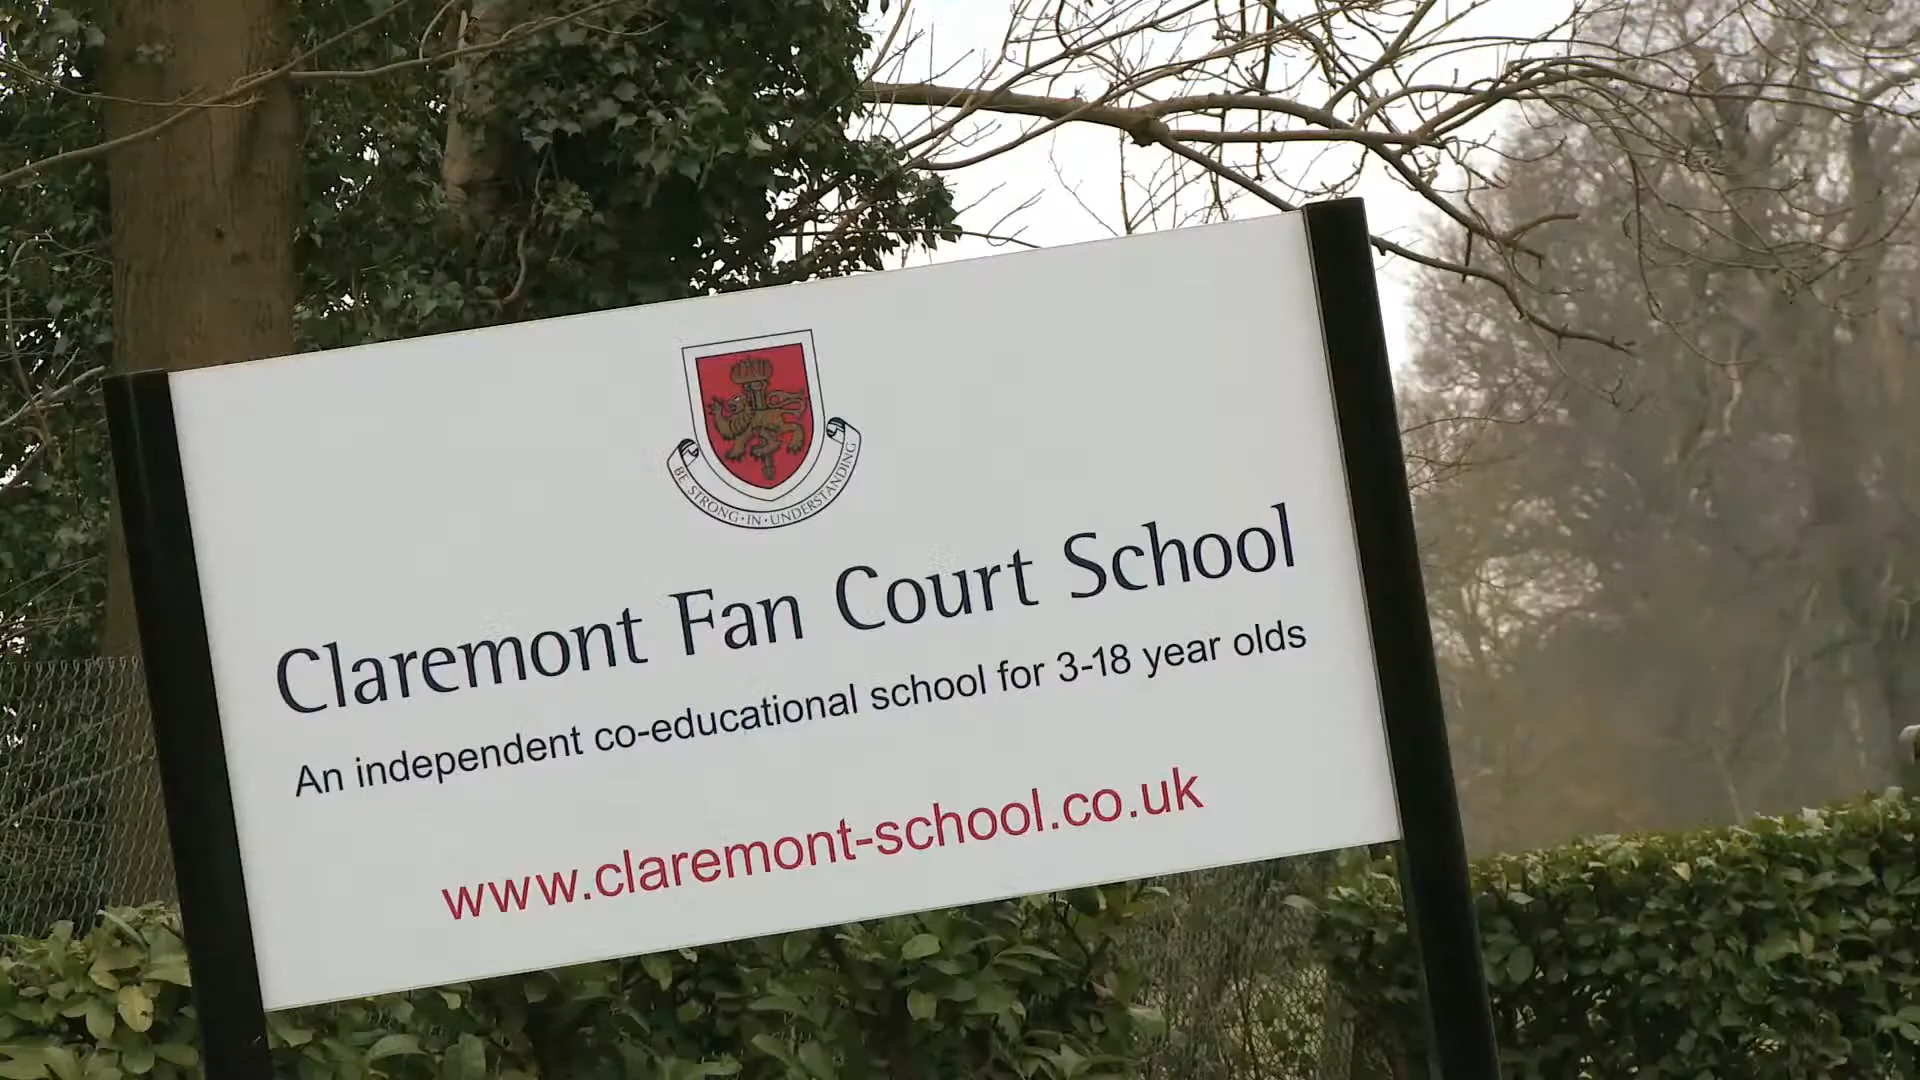 BE STRONG·IN·UNDERSTANDING
Claremont Fan Court School
An independent co-educational school for 3-18 year olds
www.claremont-school.co.uk